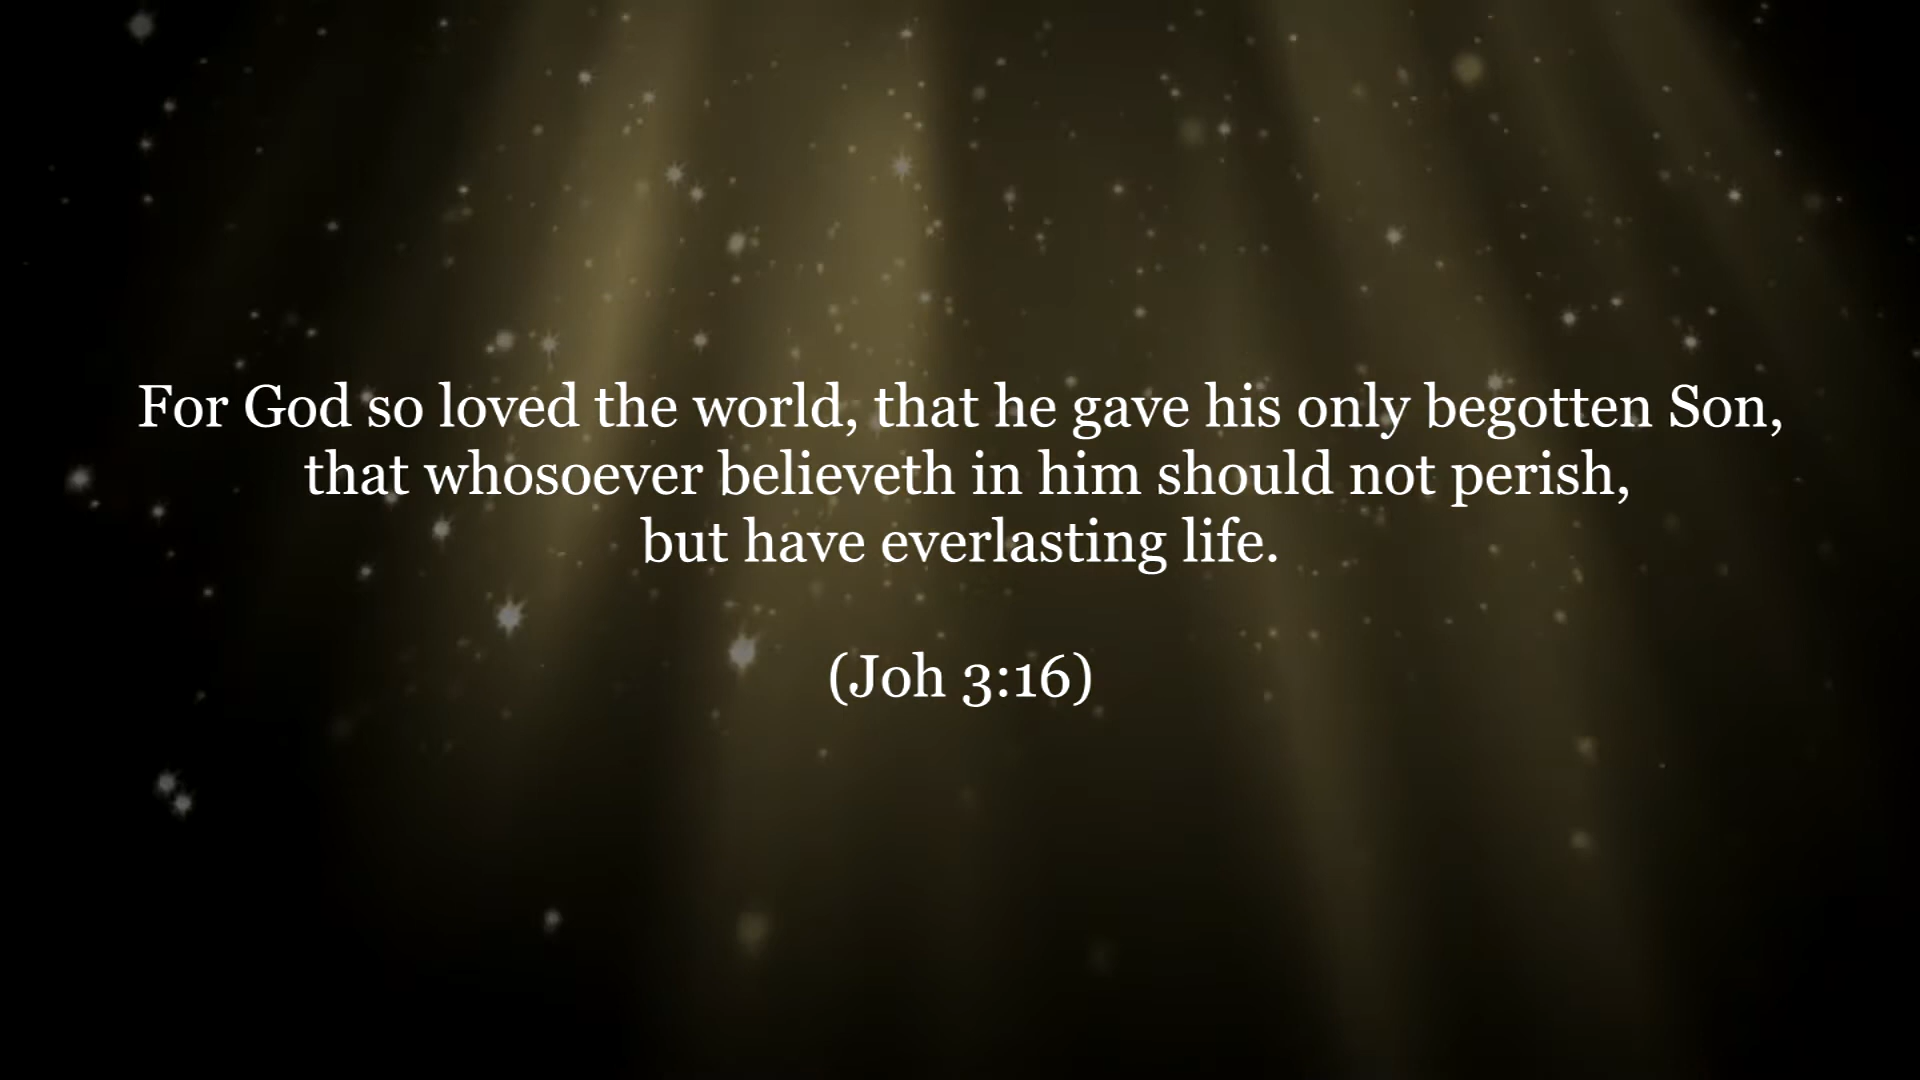 For God so loved the world, that he gave his only begotten Son,
that whosoever believeth in him should not perish,
but have everlasting life.
(Joh 3:16)